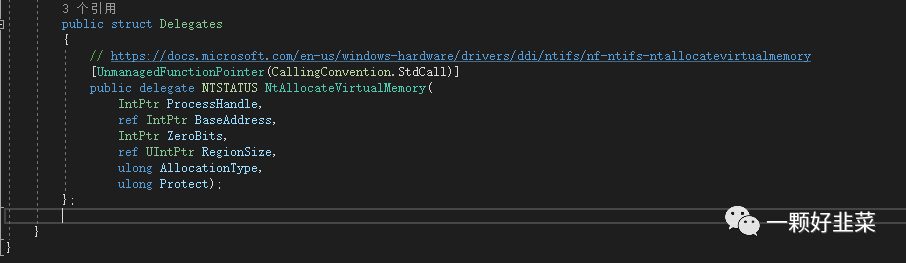 3 个引用
public struct Delegates
{
// https://docs.microsoft.com/en-us/windows-hardware/drivers/ddi/ntifs/nf-ntifs-ntallocatevirtualmemory
[UnmanagedFunctionPointer(CallingConvention.StdCall)]
public delegate NTSTATUS NtAllocateVirtualMemory(
IntPtr ProcessHandle,
ref IntPtr BaseAddress,
IntPtr ZeroBits,
ref UIntPtr RegionSize,
ulong AllocationType,
ulong Protect);
};
}
}
一颗好韭菜